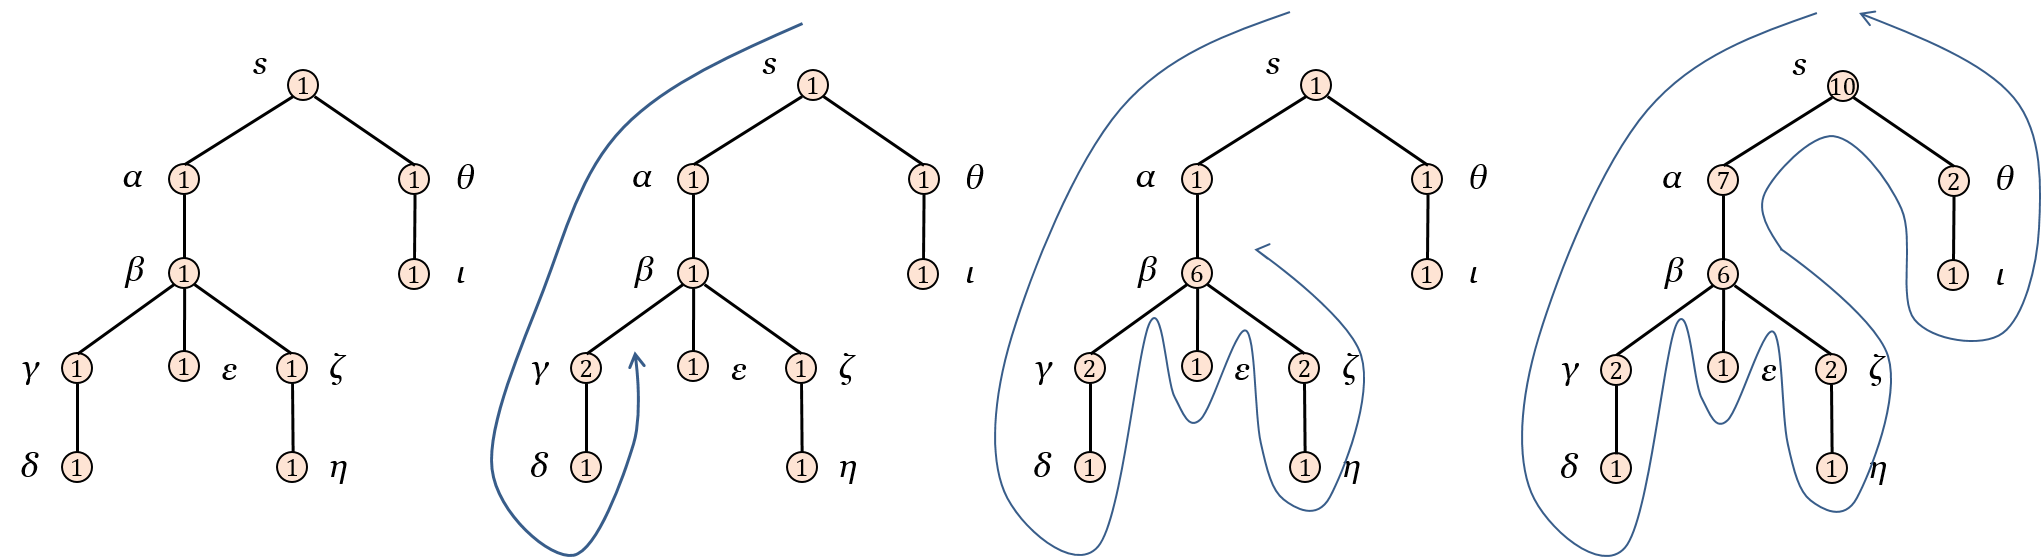 s s s s
1 1 1 10
α 1 1 θ α 1 1 θ α 1 1 θ α 7 2 θ
β 1 1 ι β 1 1 ι β 6 1 ι β 6 1 ι
γ 1 1 ε 1 ζ γ 2 1 ε 1 ζ γ 2 1 ε 2 ζ γ 2 1 ε 2 ζ
δ 1 1 η δ 1 1 η δ 1 1 η δ 1 1 η